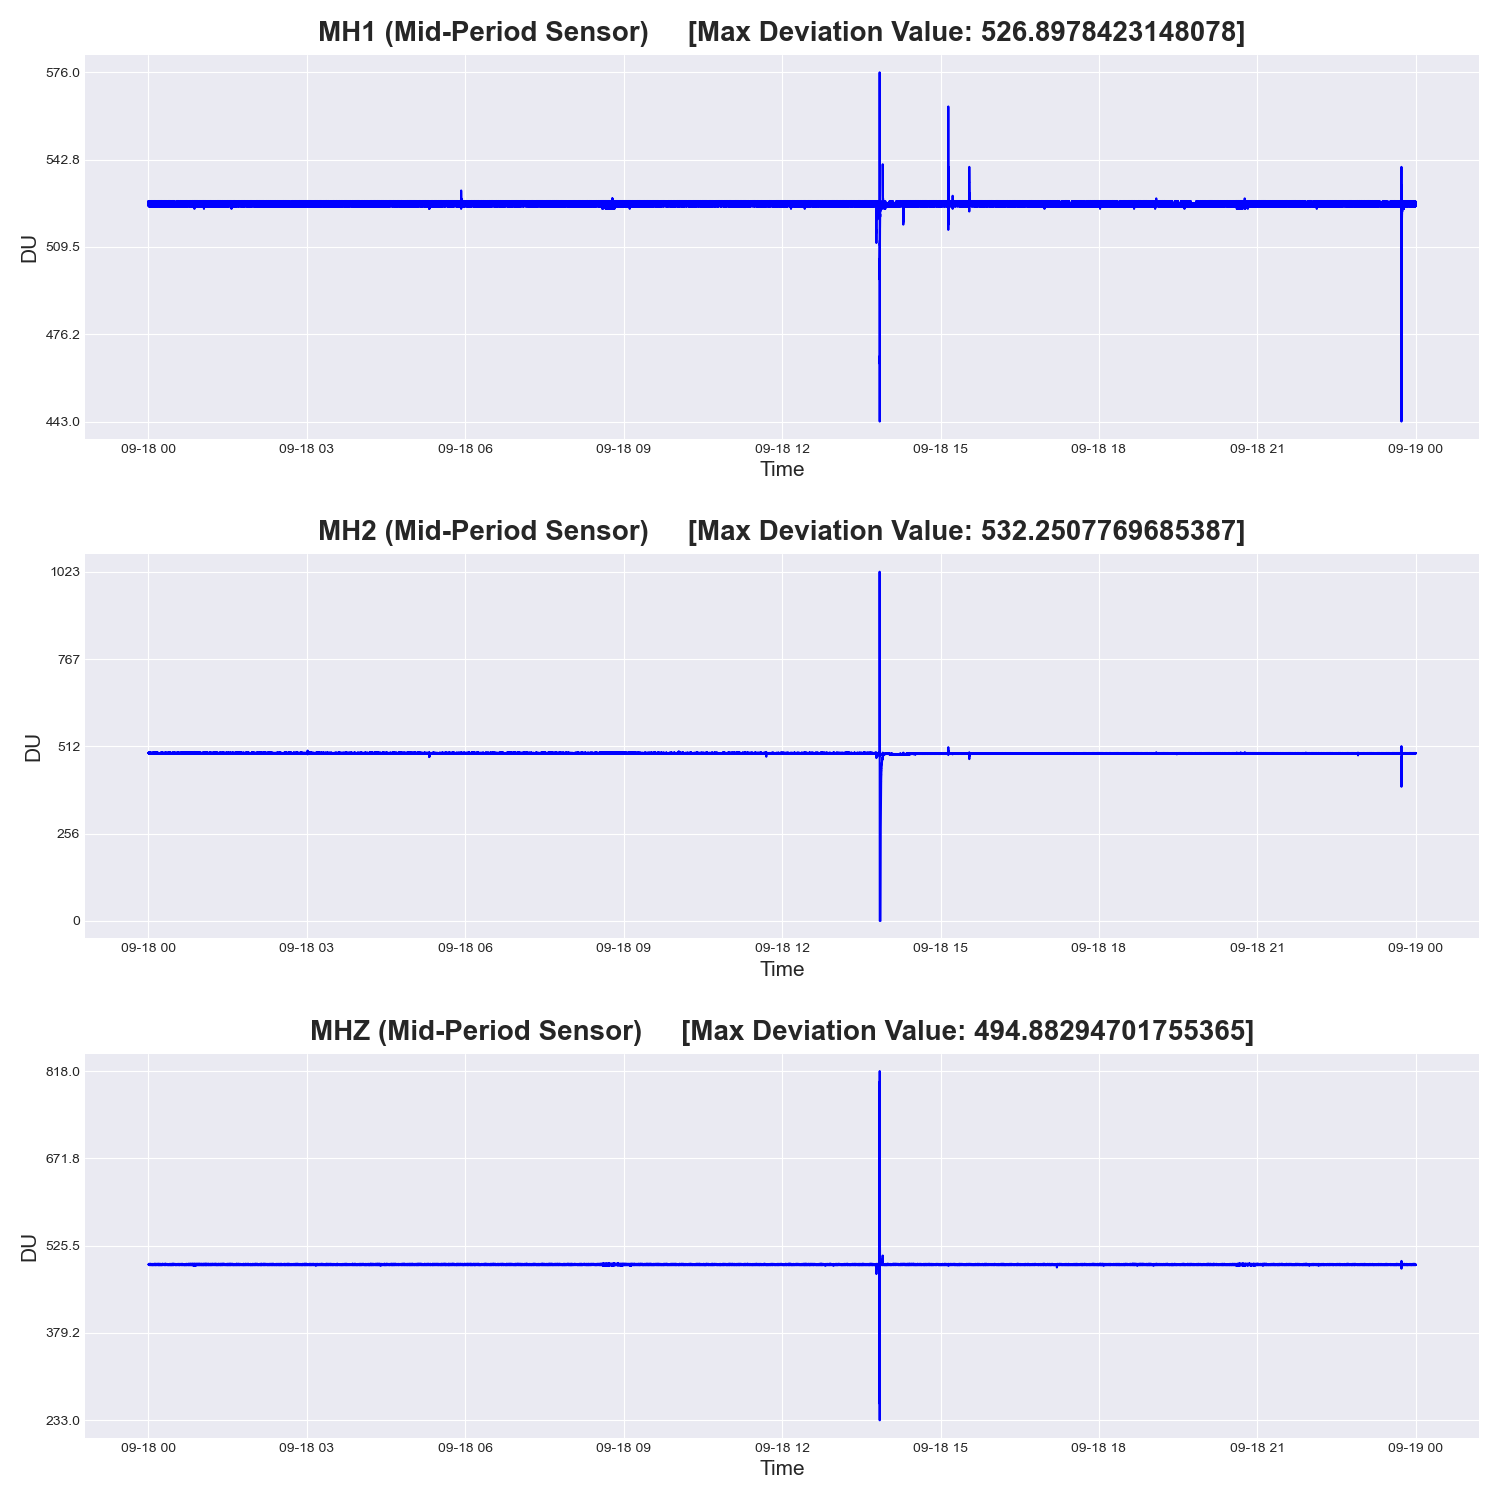 MH1 (Mid-Period Sensor) [Max Deviation Value: 526.8978423148078]
576.0
542.8
509.5
476.2
443.0
DU
09-18 00 09-18 03 09-18 06 09-18 09 09-18 12 09-18 15 09-18 18 09-18 21 09-19 00
Time
MH2 (Mid-Period Sensor) [Max Deviation Value: 532.2507769685387]
1023
767
512
256
0
DU
09-18 00 09-18 03 09-18 06 09-18 09 09-18 12 09-18 15 09-18 18 09-18 21 09-19 00
Time
MHZ (Mid-Period Sensor) [Max Deviation Value: 494.88294701755365]
818.0
671.8
525.5
379.2
233.0
DU
09-18 00 09-18 03 09-18 06 09-18 09 09-18 12 09-18 15 09-18 18 09-18 21 09-19 00
Time